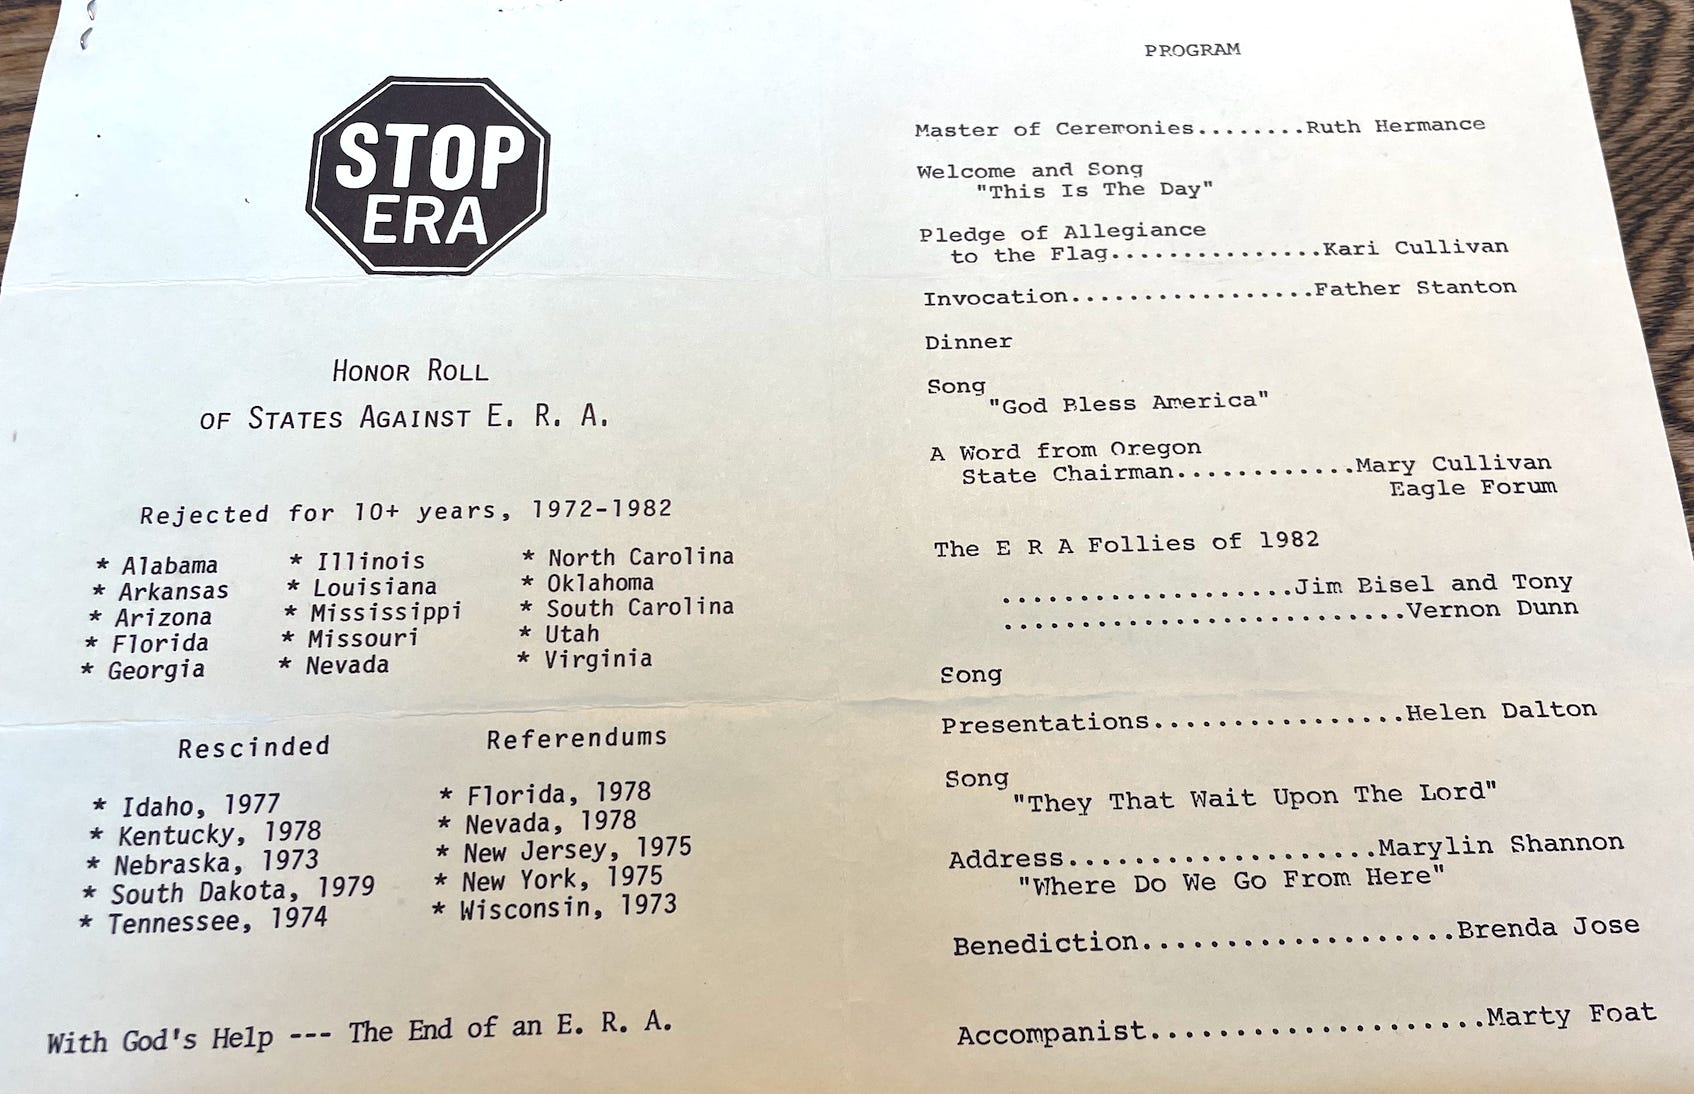 STOP
ERA
HONOR ROLL
OF STATES AGAINST E. R. A.
Rejected for 10+ years, 1972-1982
* Alabama
* Arkansas
* Arizona
* Florida
* Georgia
* Illinois
* Louisiana
* Mississippi
* Missouri
* Nevada
* North Carolina
* Oklahoma
* South Carolina
* Utah
* Virginia
Rescinded
* Idaho, 1977
* Kentucky, 1978
* Nebraska, 1973
* South Dakota, 1979
* Tennessee, 1974
Referendums
* Florida, 1978
* Nevada, 1978
* New Jersey, 1975
* New York, 1975
* Wisconsin, 1973
With God's Help --- The End of an E. R. A.
PROGRAM
Master of Ceremonies........Ruth Hermance
Welcome and Song
"This Is The Day"
Pledge of Allegiance
to the Flag...............Kari Cullivan
Invocation.................Father Stanton
Dinner
Song
"God Bless America"
A Word from Oregon
State Chairman............Mary Cullivan
Eagle Forum
The E R A Follies of 1982
...................Jim Bisel and Tony
..........................Vernon Dunn
Song
Presentations................Helen Dalton
Song
"They That Wait Upon The Lord"
Address...................Marylin Shannon
"Where Do We Go From Here"
Benediction...................Brenda Jose
Accompanist....................Marty Foat